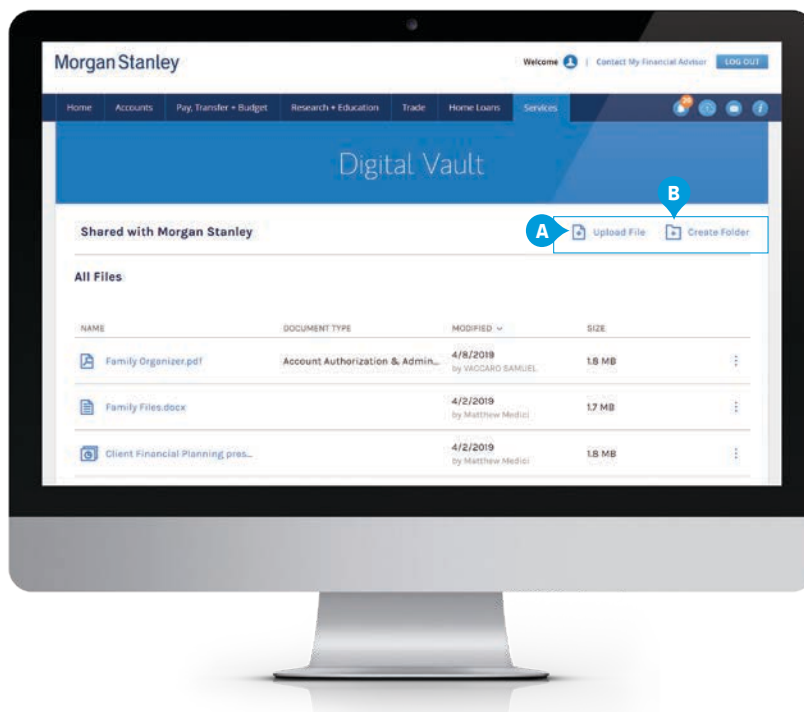 Morgan Stanley
Welcome | Contact My Financial Advisor LOG OUT
Home Accounts Pay, Transfer + Budget Research + Education Trade Home Loans Services
Digital Vault
B
Shared with Morgan Stanley A Upload File Create Folder
All Files
NAME DOCUMENT TYPE MODIFIED SIZE
Family Organizer.pdf Account Authorization & Admin... 4/8/2019 1.8 MB
by VACCARO SAMUEL
Family Files.docx 4/2/2019 1.7 MB
by Matthew Medici
Client Financial Planning pres... 4/2/2019 1.8 MB
by Matthew Medici